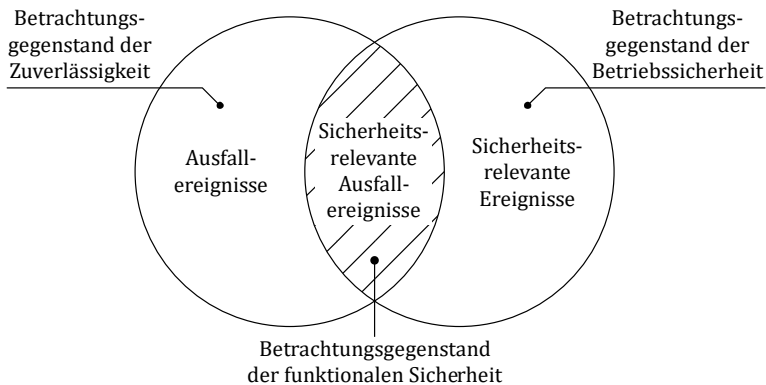 Betrachtungs-
gegenstand der
Zuverlässigkeit
Betrachtungs-
gegenstand der
Betriebssicherheit
Ausfall-
ereignisse
Sicherheits-
relevante
Ausfall-
ereignisse
Sicherheits-
relevante
Ereignisse
Betrachtungsgegenstand
der funktionalen Sicherheit